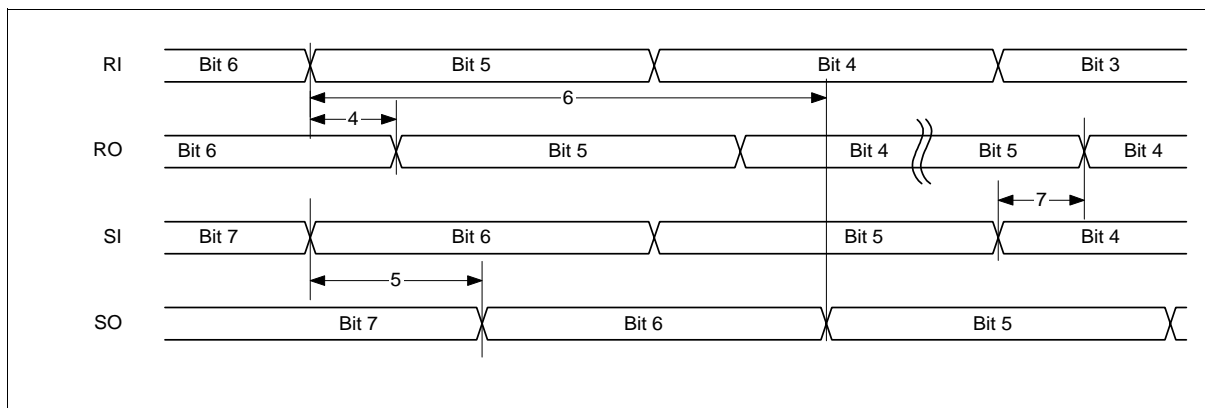 RI Bit 6 Bit 5 Bit 4 Bit 3
6
4
RO Bit 6 Bit 5 Bit 4 Bit 5 Bit 4
7
SI Bit 7 Bit 6 Bit 5 Bit 4
5
SO Bit 7 Bit 6 Bit 5